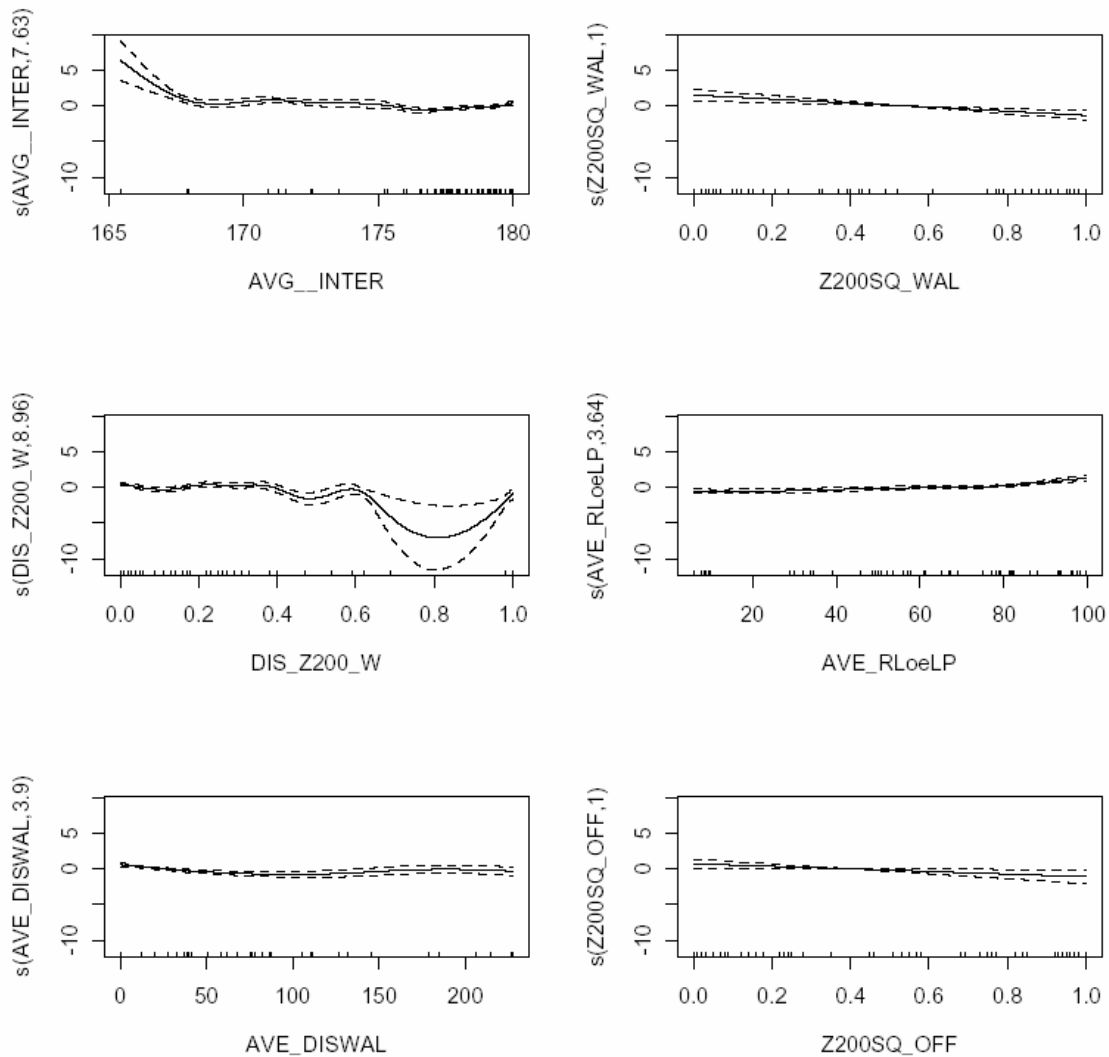 s(AVG__INTER,7.63)
5
0
-10
165 170 175 180
AVG__INTER
s(Z200SQ_WAL,1)
5
0
-10
0.0 0.2 0.4 0.6 0.8 1.0
Z200SQ_WAL
s(DIS_Z200_W,8.96)
5
0
-10
0.0 0.2 0.4 0.6 0.8 1.0
DIS_Z200_W
s(AVE_RLoeLP,3.64)
5
0
-10
20 40 60 80 100
AVE_RLoeLP
s(AVE_DISWAL,3.9)
5
0
-10
0 50 100 150 200
AVE_DISWAL
s(Z200SQ_OFF,1)
5
0
-10
0.0 0.2 0.4 0.6 0.8 1.0
Z200SQ_OFF